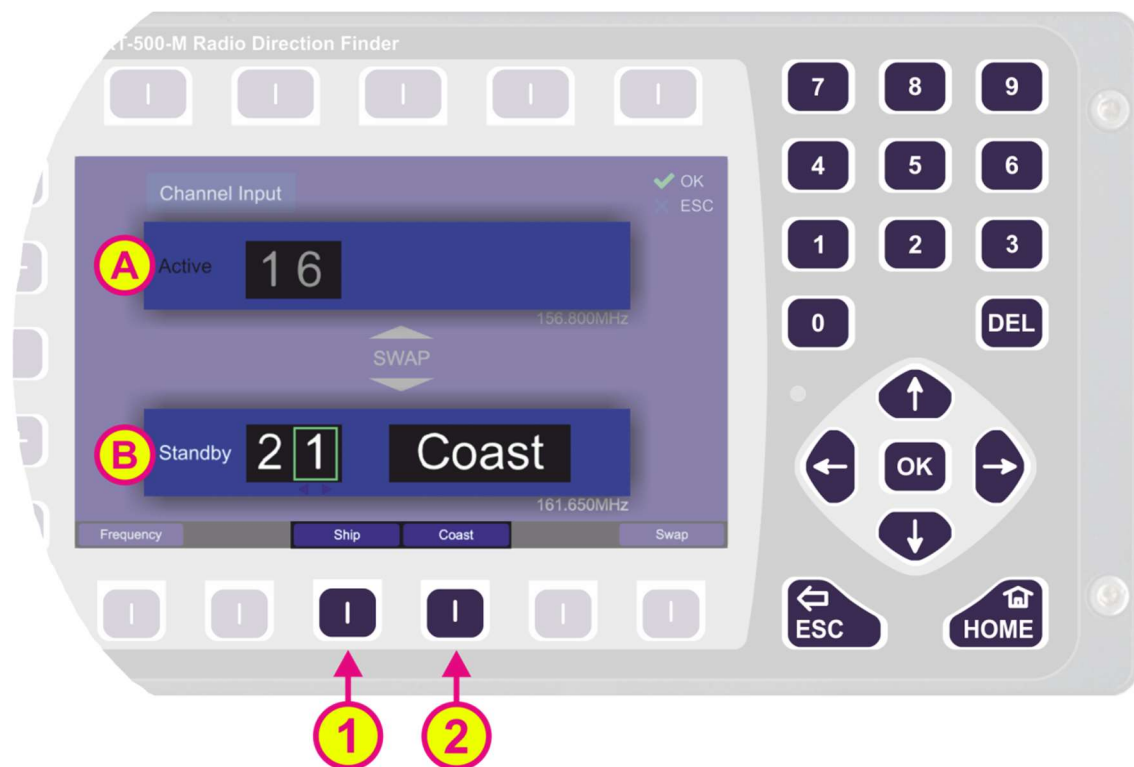 T-500-M Radio Direction Finder
7 8 9
Channel Input
OK
ESC
4 5 6
A Active 16
156.800MHz
1 2 3
SWAP
0 DEL
B Standby 21 Coast
161.650MHz
OK
Frequency Ship Coast Swap
ESC HOME
1 2